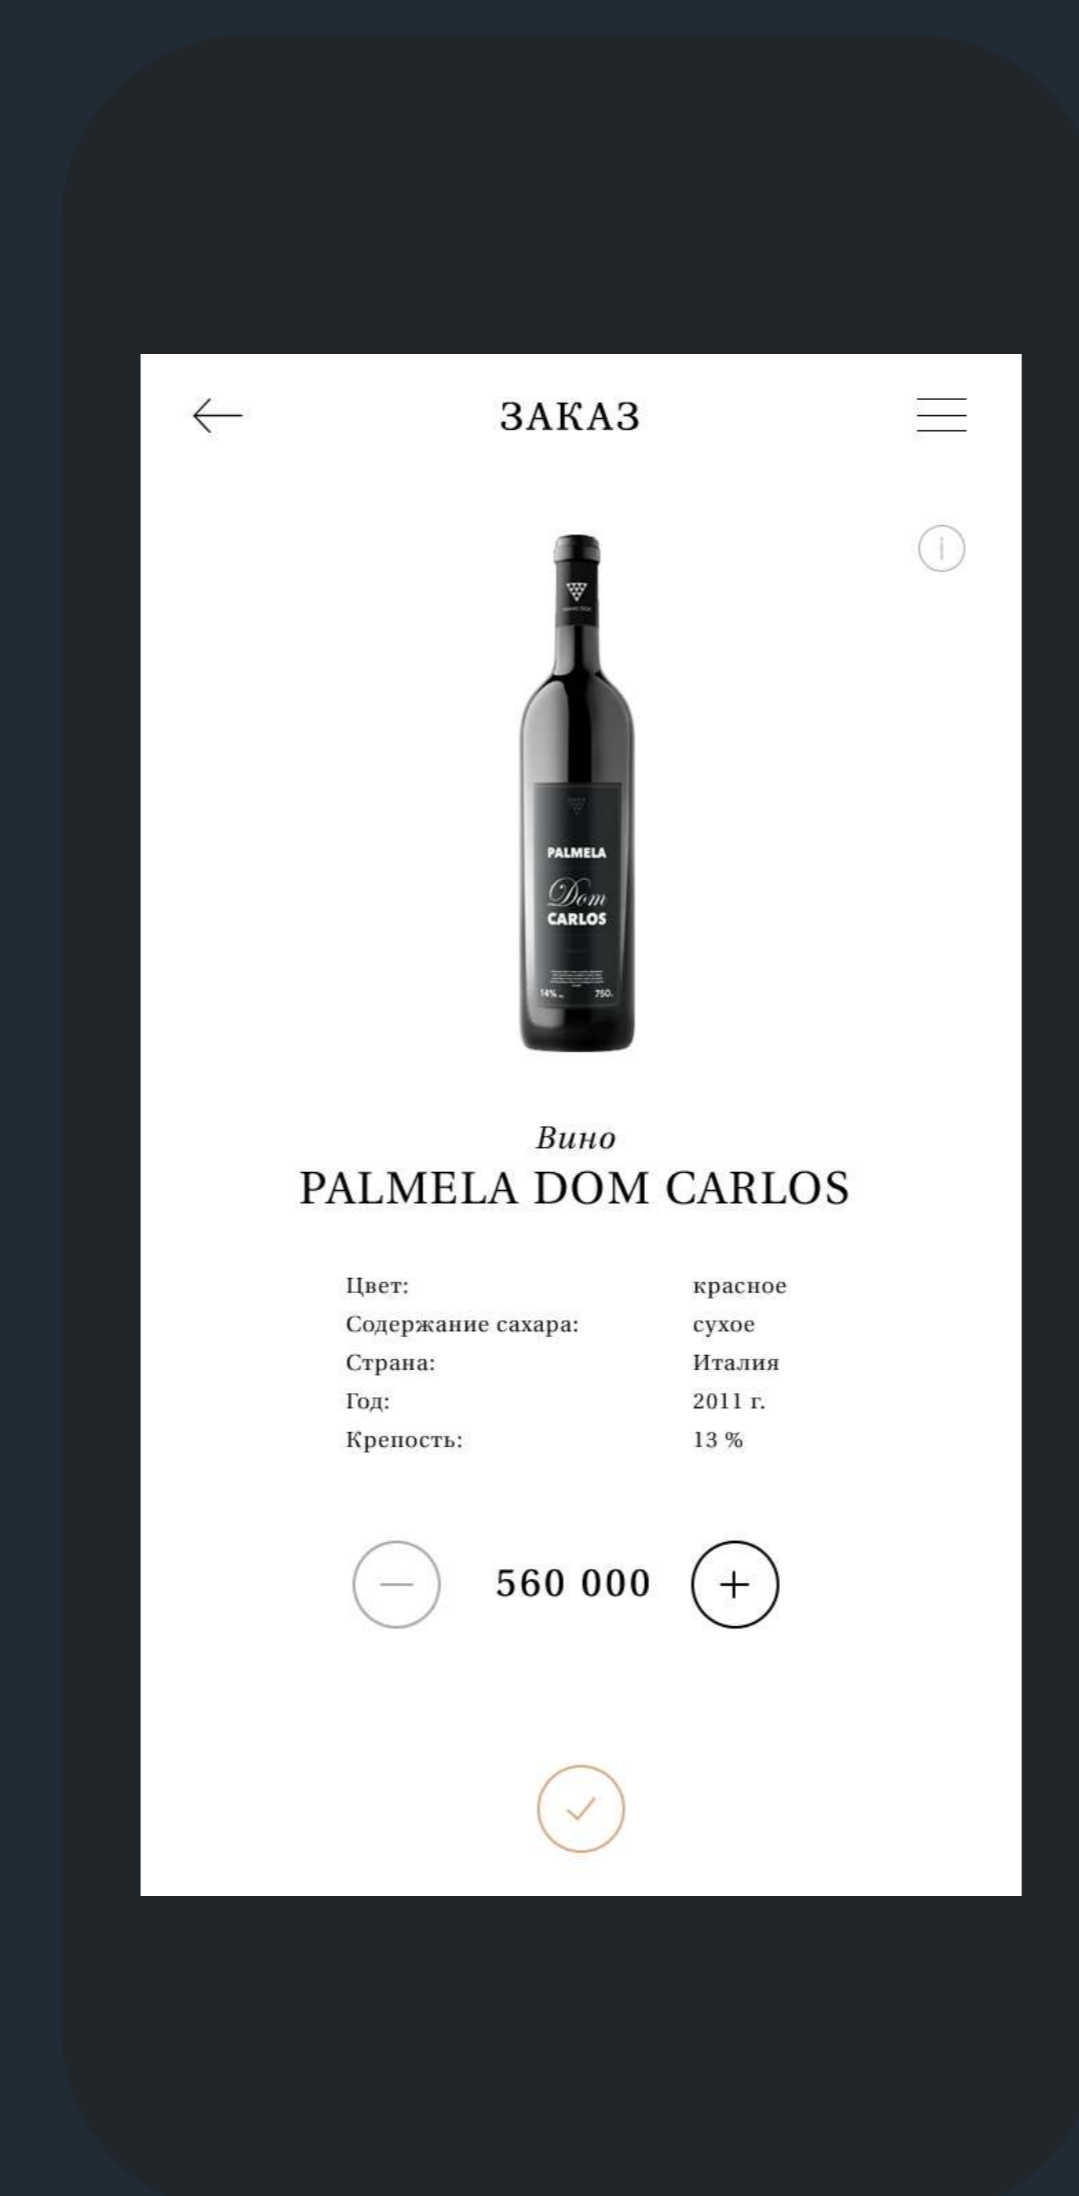 ЗАКАЗ
PALMELA
Dom
CARLOS
14%
750
Вино
PALMELA DOM CARLOS
Цвет: красное
Содержание сахара: сухое
Страна: Италия
Год: 2011 г.
Крепость: 13 %
560 000